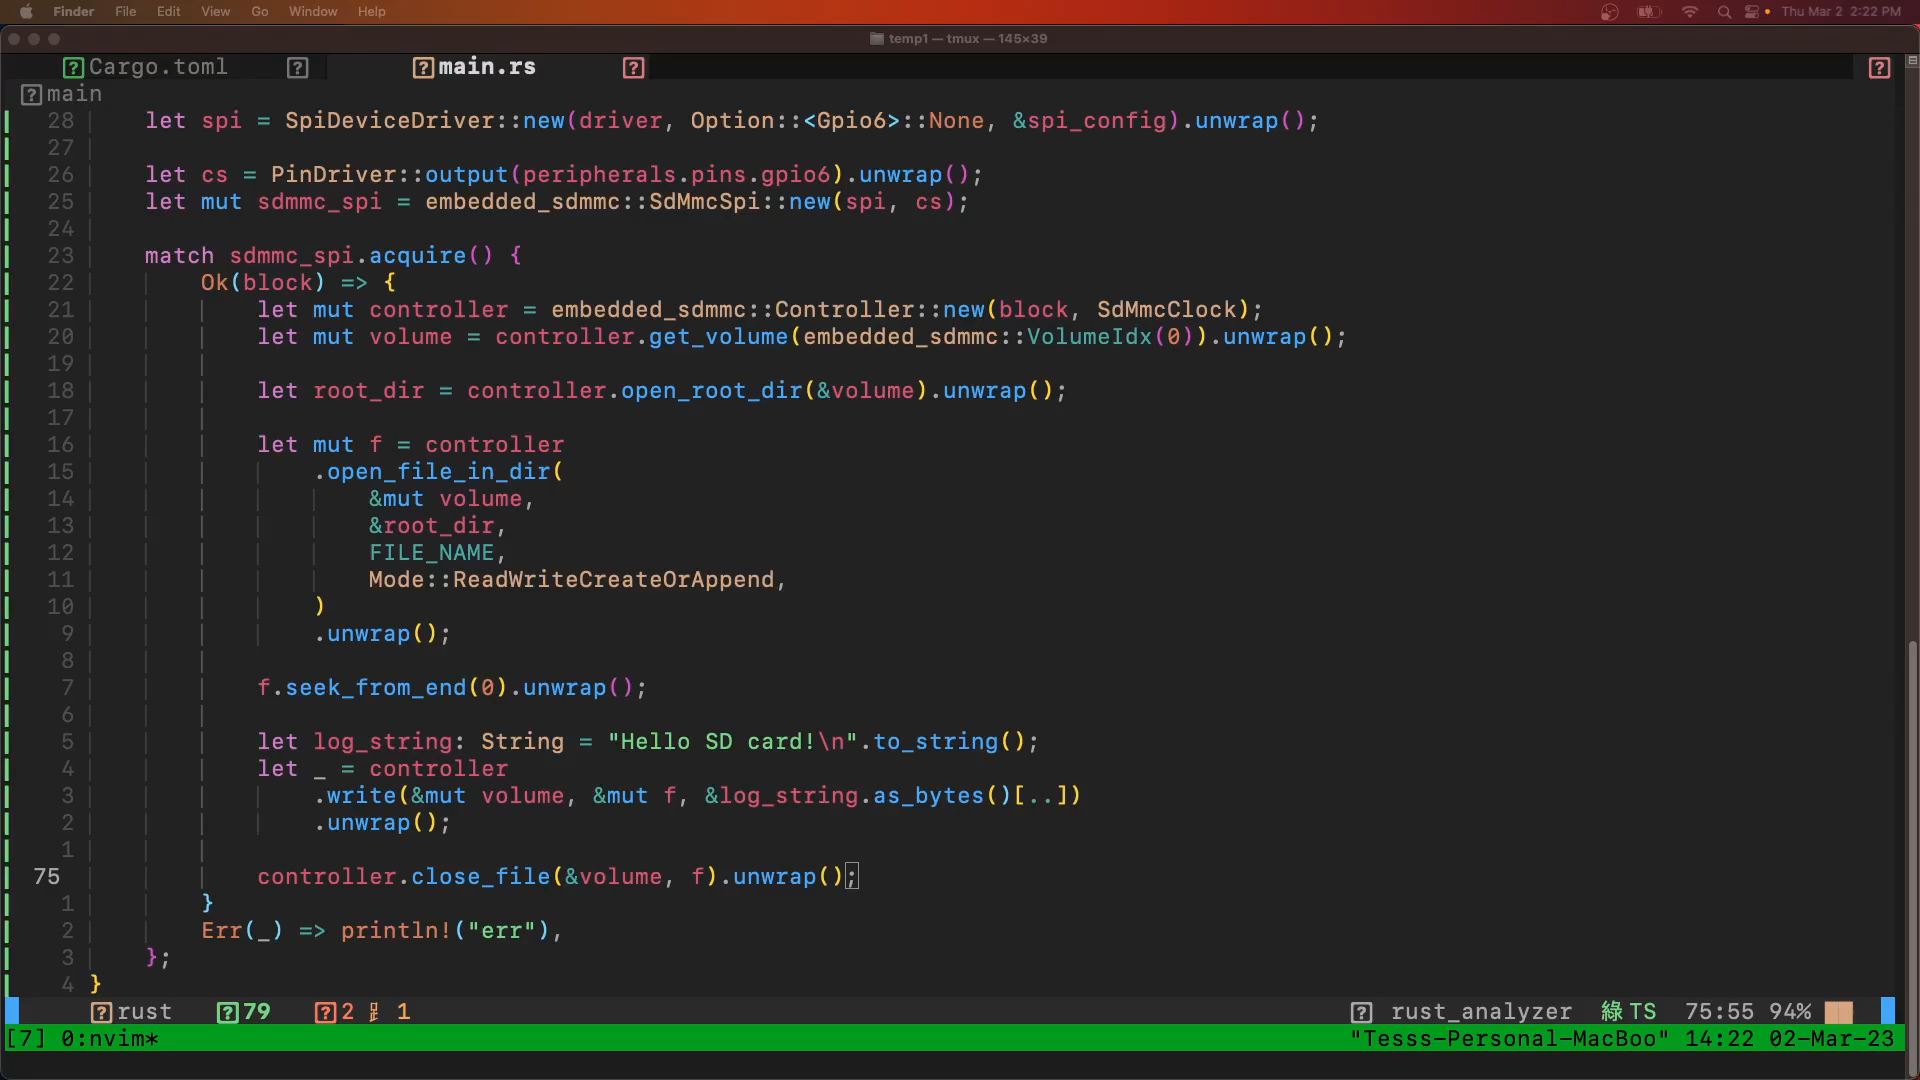 Finder File Edit View Go Window Help Thu Mar 2 2:22 PM
temp1 — tmux — 145×39
? Cargo.toml ? ? main.rs ? ?
? main
28 let spi = SpiDeviceDriver::new(driver, Option::<Gpio6>::None, &spi_config).unwrap();
27
26 let cs = PinDriver::output(peripherals.pins.gpio6).unwrap();
25 let mut sdmmc_spi = embedded_sdmmc::SdMmcSpi::new(spi, cs);
24
23 match sdmmc_spi.acquire() {
22 Ok(block) => {
21 let mut controller = embedded_sdmmc::Controller::new(block, SdMmcClock);
20 let mut volume = controller.get_volume(embedded_sdmmc::VolumeIdx(0)).unwrap();
19
18 let root_dir = controller.open_root_dir(&volume).unwrap();
17
16 let mut f = controller
15 .open_file_in_dir(
14 &mut volume,
13 &root_dir,
12 FILE_NAME,
11 Mode::ReadWriteCreateOrAppend,
10 )
9 .unwrap();
8
7 f.seek_from_end(0).unwrap();
6
5 let log_string: String = "Hello SD card!\n".to_string();
4 let _ = controller
3 .write(&mut volume, &mut f, &log_string.as_bytes()[..])
2 .unwrap();
1
75 controller.close_file(&volume, f).unwrap();
1 }
2 Err(_) => println!("err"),
3 };
4 }
? rust ? 79 ? 2 1 ? rust_analyzer 綠 TS 75:55 94%
[7] 0:nvim* "Tesss-Personal-MacBoo" 14:22 02-Mar-23